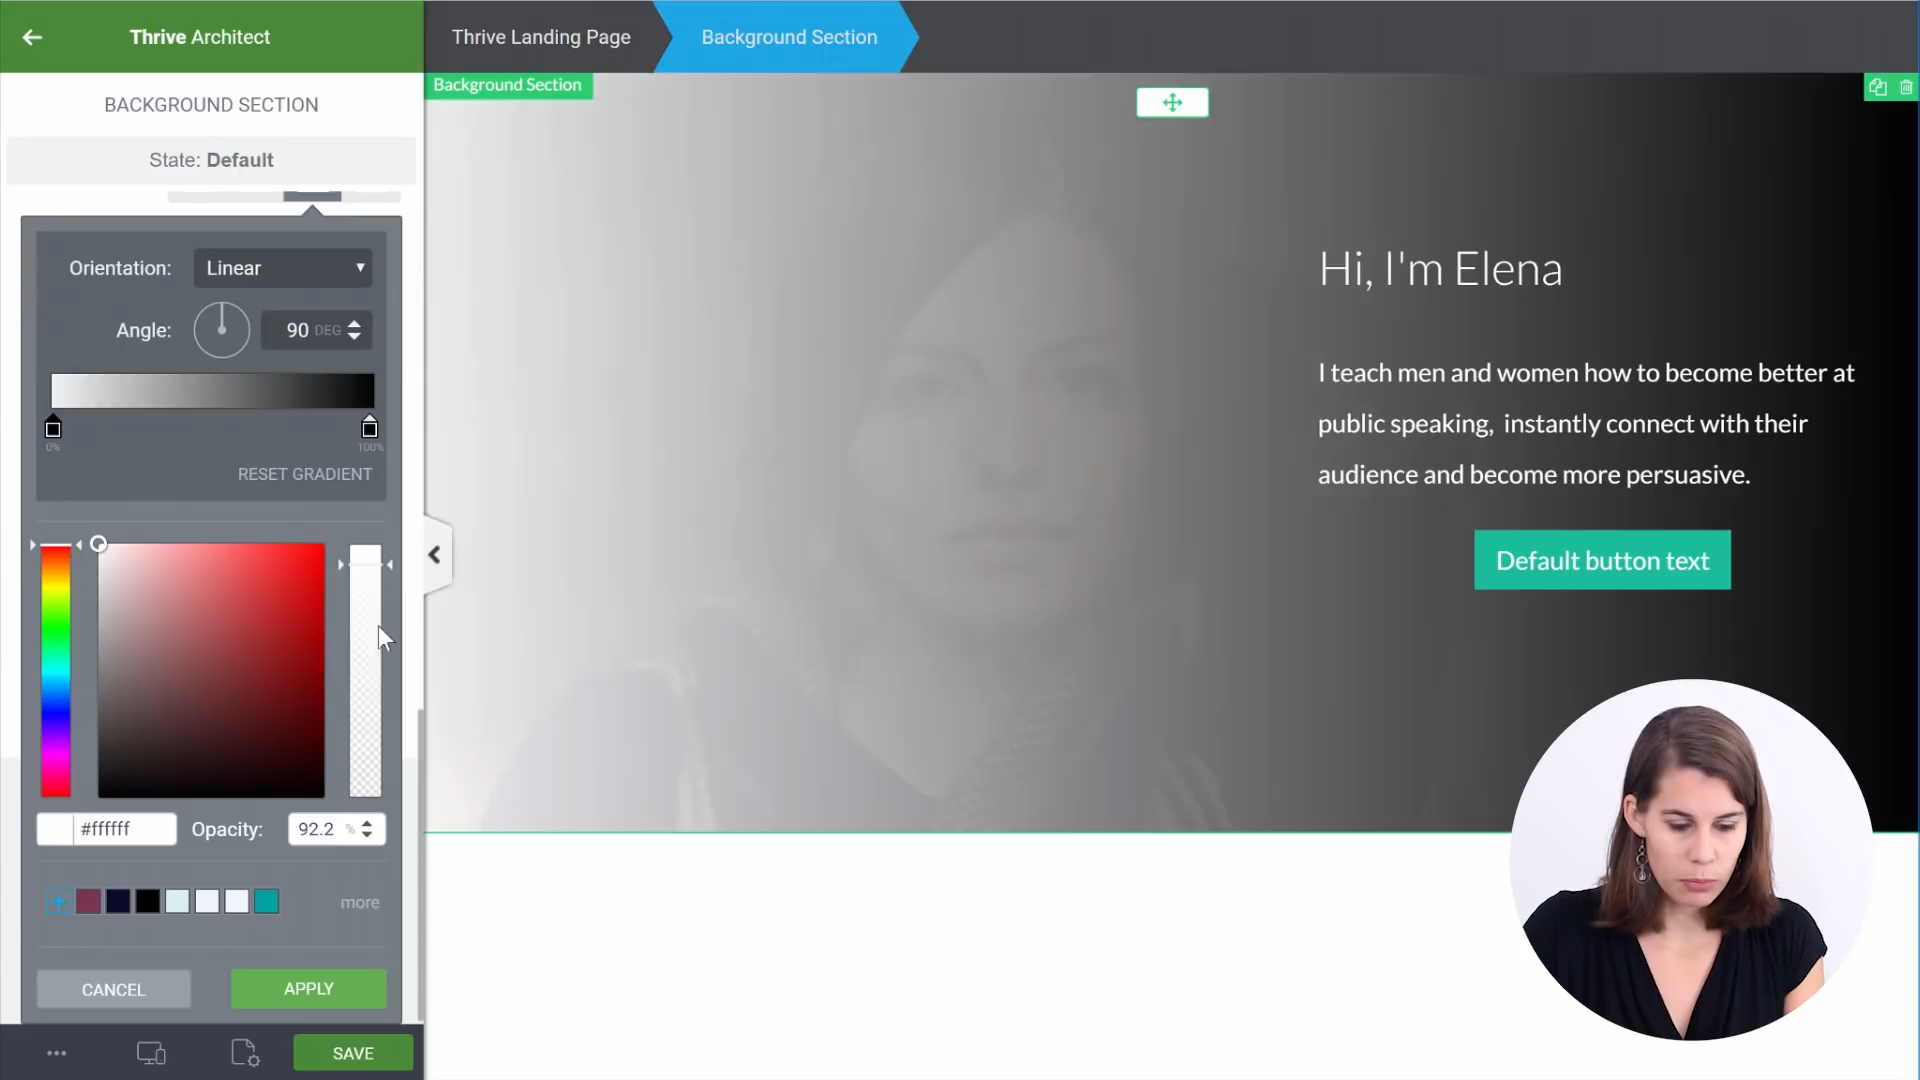 Thrive Architect
Thrive Landing Page
Background Section
BACKGROUND SECTION
State: Default
Orientation: Linear
Angle: 90 DEG
0% 100%
RESET GRADIENT
#ffffff Opacity: 92.2 %
more
CANCEL APPLY
SAVE
Background Section
Hi, I'm Elena
I teach men and women how to become better at
public speaking, instantly connect with their
audience and become more persuasive.
Default button text